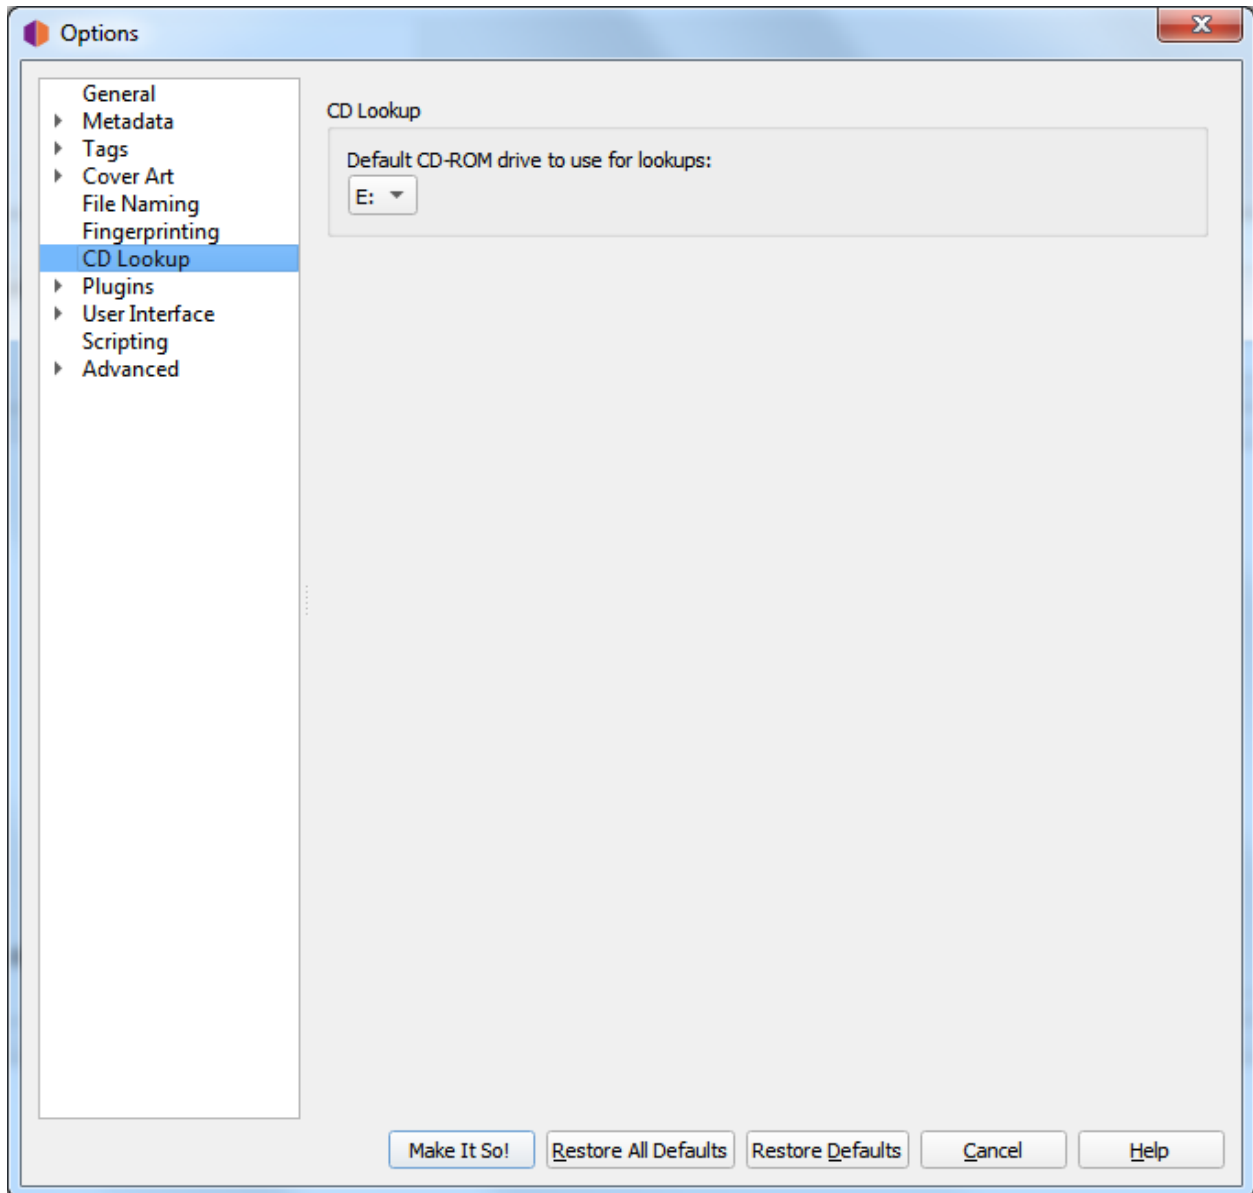 Options
General
Metadata
Tags
Cover Art
File Naming
Fingerprinting
CD Lookup
Plugins
User Interface
Scripting
Advanced
CD Lookup
Default CD-ROM drive to use for lookups:
E:
Make It So! Restore All Defaults Restore Defaults Cancel Help